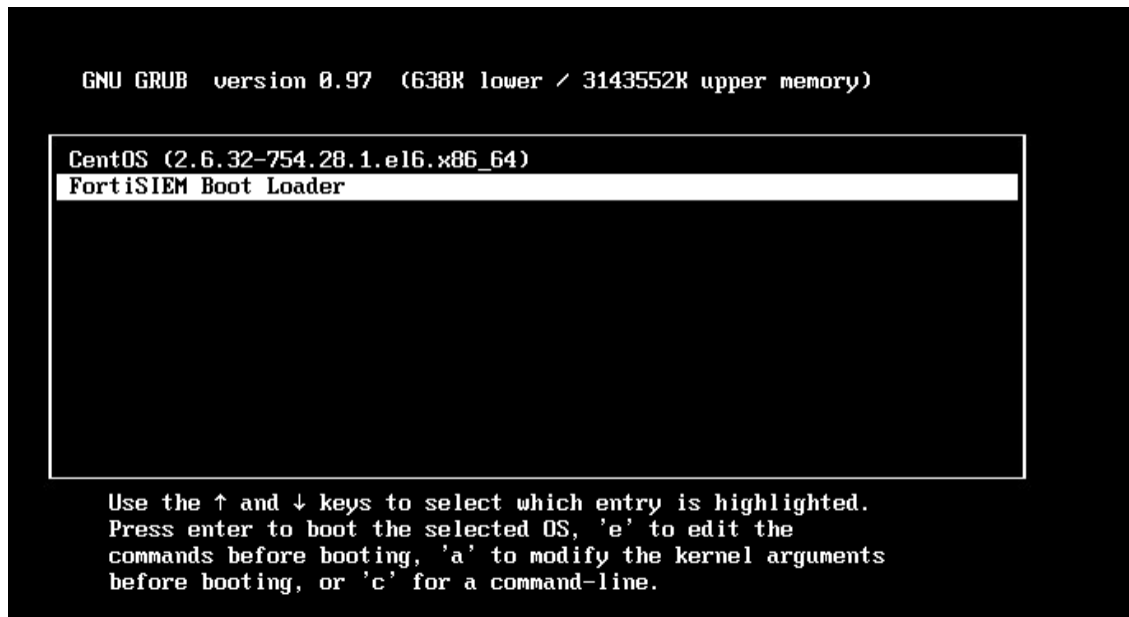 GNU GRUB version 0.97 (638K lower / 3143552K upper memory)
CentOS (2.6.32-754.28.1.el6.x86_64)
FortiSIEM Boot Loader
Use the ↑ and ↓ keys to select which entry is highlighted.
Press enter to boot the selected OS, 'e' to edit the
commands before booting, 'a' to modify the kernel arguments
before booting, or 'c' for a command-line.